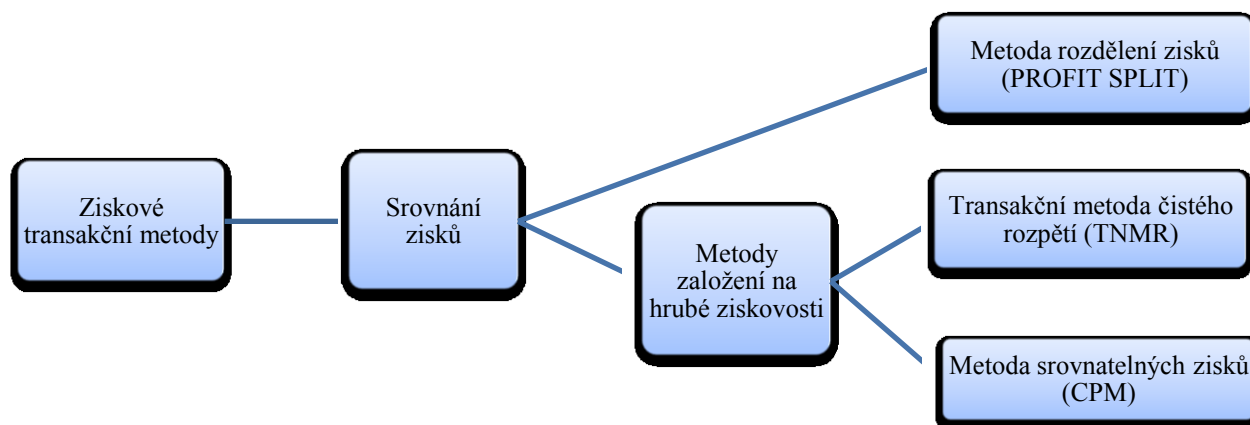 Metoda rozdělení zisků
(PROFIT SPLIT)
Ziskové
transakční metody
Srovnání
zisků
Metody
založení na
hrubé ziskovosti
Transakční metoda čistého
rozpětí (TNMR)
Metoda srovnatelných zisků
(CPM)